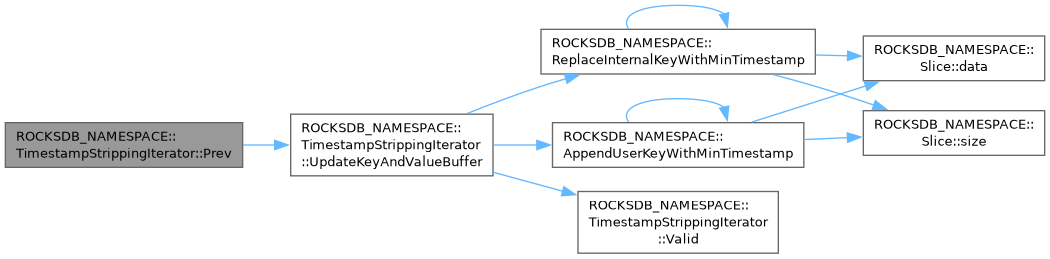 ROCKSDB_NAMESPACE::
TimestampStrippingIterator::Prev
ROCKSDB_NAMESPACE::
TimestampStrippingIterator
::UpdateKeyAndValueBuffer
ROCKSDB_NAMESPACE::
ReplaceInternalKeyWithMinTimestamp
ROCKSDB_NAMESPACE::
AppendUserKeyWithMinTimestamp
ROCKSDB_NAMESPACE::
TimestampStrippingIterator
::Valid
ROCKSDB_NAMESPACE::
Slice::data
ROCKSDB_NAMESPACE::
Slice::size